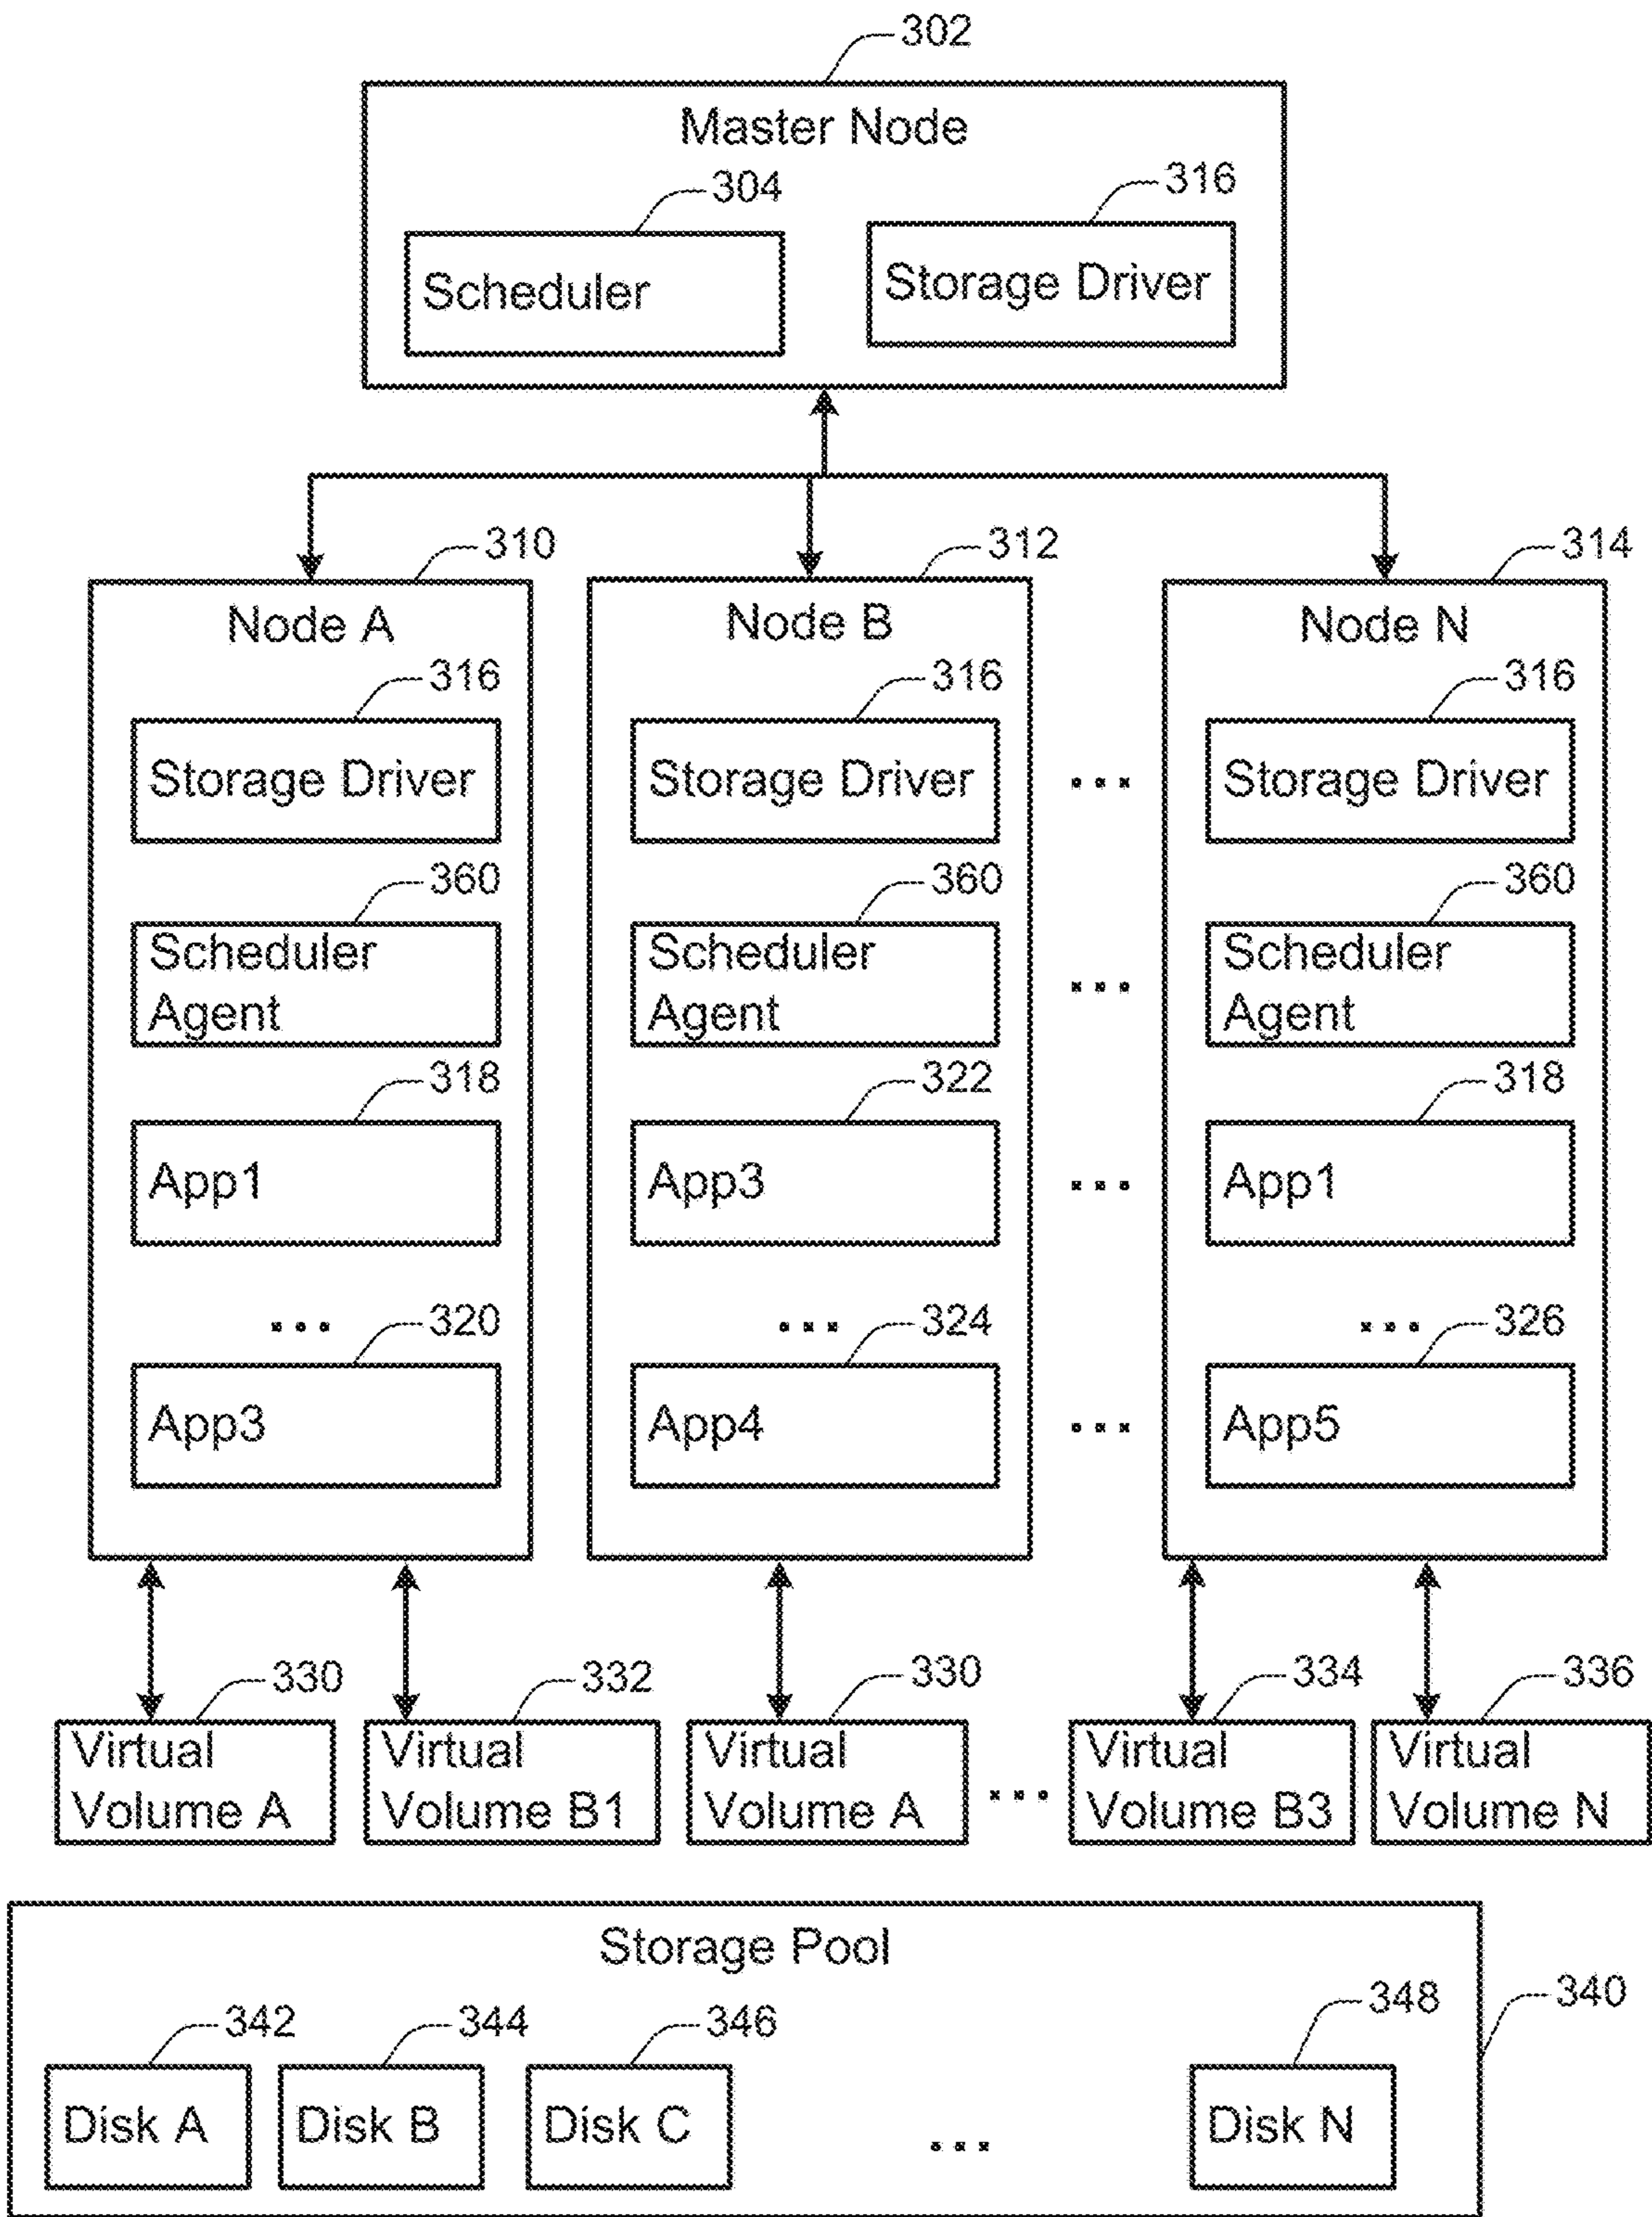 302
Master Node
304
316
Scheduler
Storage Driver
310
312
314
Node A
Node B
Node N
316
316
316
Storage Driver
Storage Driver
...
Storage Driver
360
360
360
Scheduler
Agent
Scheduler
Agent
...
Scheduler
Agent
318
322
318
App1
App3
...
App1
... 320
... 324
... 326
App3
App4
...
App5
330
332
330
334
336
Virtual
Volume A
Virtual
Volume B1
Virtual
Volume A
...
Virtual
Volume B3
Virtual
Volume N
Storage Pool
340
342
344
346
348
Disk A
Disk B
Disk C
...
Disk N